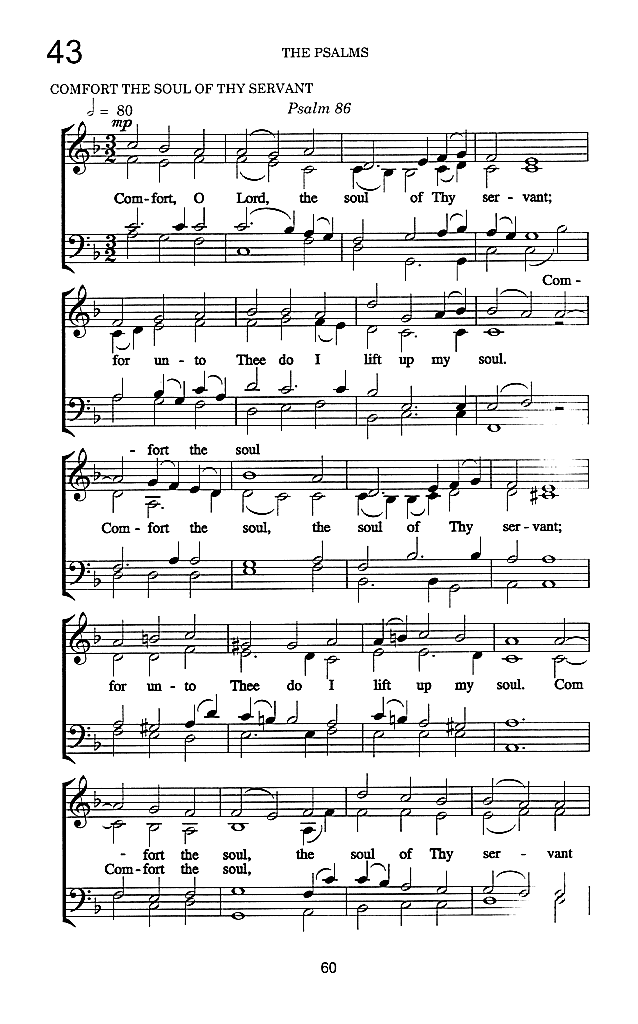 43
THE PSALMS
COMFORT THE SOUL OF THY SERVANT
𝅗𝅥 = 80
Psalm 86
mp
Com-fort, O Lord, the soul of Thy ser - vant;
Com -
for un - to Thee do I lift up my soul.
- fort the soul
Com- fort the soul, the soul of Thy ser - vant;
for un - to Thee do I lift up my soul. Com
- fort the soul, the soul of Thy ser - vant
Com-fort the soul,
60